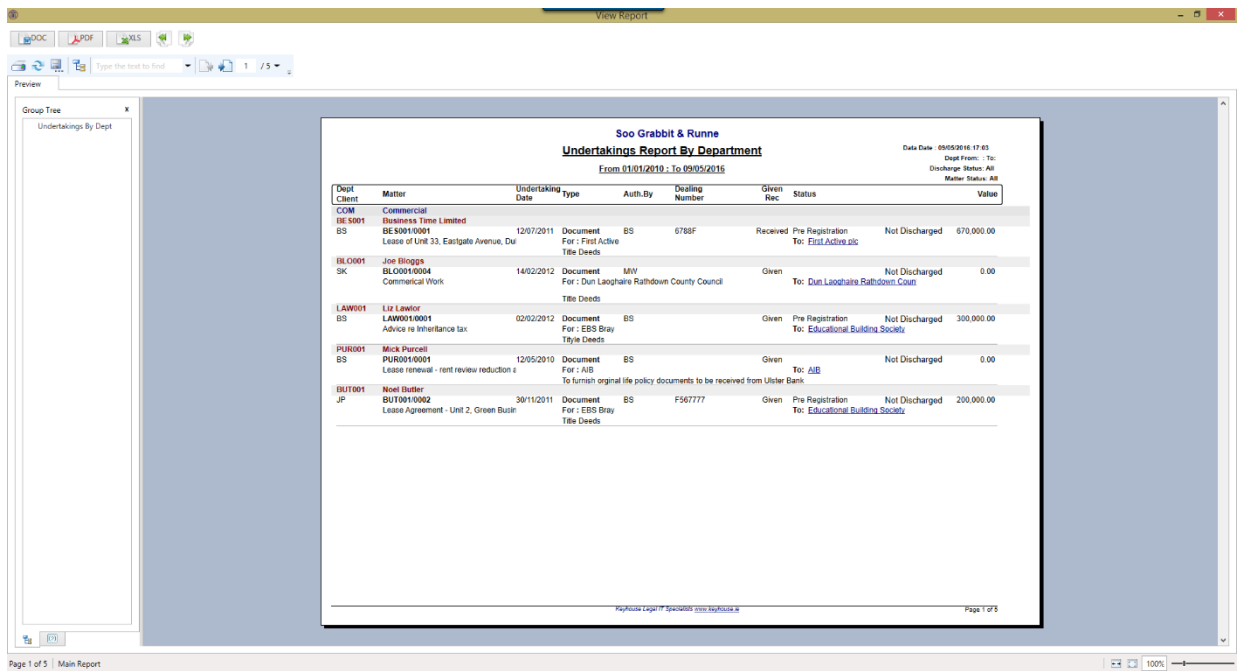 View Report
DOC PDF XLS
Type the text to find 1 / 5
Preview
Group Tree x
Undertakings By Dept
Soo Grabbit & Runne
Undertakings Report By Department
From 01/01/2010 : To 09/05/2016
Data Date : 09/05/2016 17:03
Dept From: : To:
Discharge Status: All
Matter Status: All
Dept Client Matter Undertaking Date Type Auth.By Dealing Number Given Rec Status Value
COM Commercial
BES001 Business Time Limited
BS BES001/0001 12/07/2011 Document BS 6788F Received Pre Registration Not Discharged 670,000.00
Lease of Unit 33, Eastgate Avenue, Dul For : First Active To: First Active plc
Title Deeds
BLO001 Joe Bloggs
SK BLO001/0004 14/02/2012 Document MW Given Not Discharged 0.00
Commerical Work For : Dun Laoghaire Rathdown County Council To: Dun Laoghaire Rathdown Coun
Title Deeds
LAW001 Liz Lawlor
BS LAW001/0001 02/02/2012 Document BS Given Pre Registration Not Discharged 300,000.00
Advice re Inheritance tax For : EBS Bray To: Educational Building Society
Tityle Deeds
PUR001 Mick Purcell
BS PUR001/0001 12/05/2010 Document BS Given Not Discharged 0.00
Lease renewal - rent review reduction a For : AIB To: AIB
To furnish orginal life policy documents to be received from Ulster Bank
BUT001 Noel Butler
JP BUT001/0002 30/11/2011 Document BS F567777 Given Pre Registration Not Discharged 200,000.00
Lease Agreement - Unit 2, Green Busin For : EBS Bray To: Educational Building Society
Title Deeds
Keyhouse Legal IT Specialists www.keyhouse.ie
Page 1 of 5
Page 1 of 5 Main Report 100%